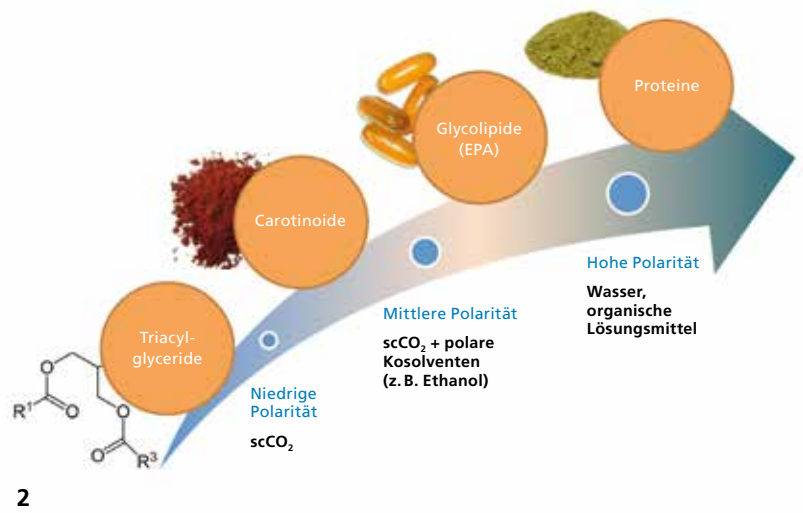 Proteine
Glycolipide
(EPA)
Carotinoide
Triacyl-
glyceride
Hohe Polarität
Wasser,
organische
Lösungsmittel
Mittlere Polarität
scCO₂ + polare
Kosolventen
(z. B. Ethanol)
Niedrige
Polarität
scCO₂
O
R¹
O
O
O
R³
2